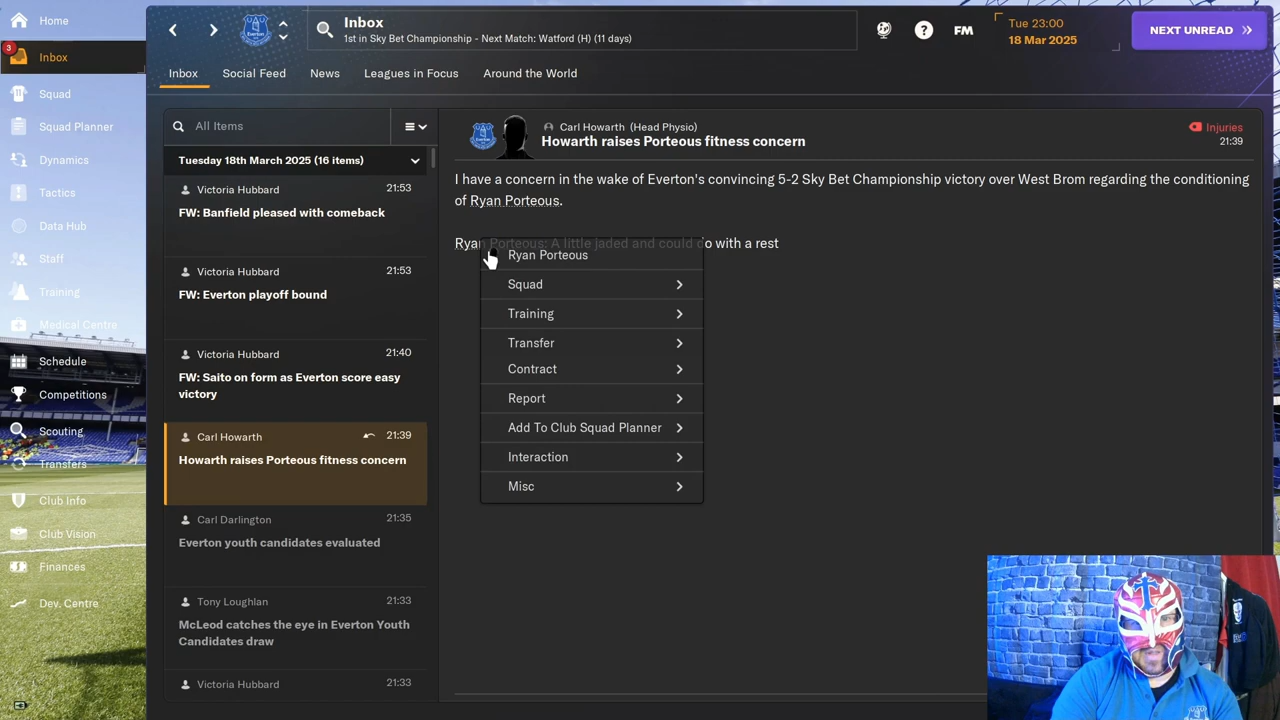 Home
3
Inbox
Squad
Squad Planner
Dynamics
Tactics
Data Hub
Staff
Training
Medical Centre
Schedule
Competitions
Scouting
Transfers
Club Info
Club Vision
Finances
Dev. Centre
Inbox
1st in Sky Bet Championship - Next Match: Watford (H) (11 days)
?
FM
Tue 23:00
18 Mar 2025
NEXT UNREAD
Inbox
Social Feed
News
Leagues in Focus
Around the World
All Items
Tuesday 18th March 2025 (16 items)
Victoria Hubbard 21:53
FW: Banfield pleased with comeback
Victoria Hubbard 21:53
FW: Everton playoff bound
Victoria Hubbard 21:40
FW: Saito on form as Everton score easy
victory
Carl Howarth 21:39
Howarth raises Porteous fitness concern
Carl Darlington 21:35
Everton youth candidates evaluated
Tony Loughlan 21:33
McLeod catches the eye in Everton Youth
Candidates draw
Victoria Hubbard 21:33
Everton
Carl Howarth (Head Physio)
Howarth raises Porteous fitness concern
Injuries
21:39
I have a concern in the wake of Everton's convincing 5-2 Sky Bet Championship victory over West Brom regarding the conditioning
of Ryan Porteous.
Ryan Porteous: A little jaded and could do with a rest
Ryan Porteous
Squad
Training
Transfer
Contract
Report
Add To Club Squad Planner
Interaction
Misc